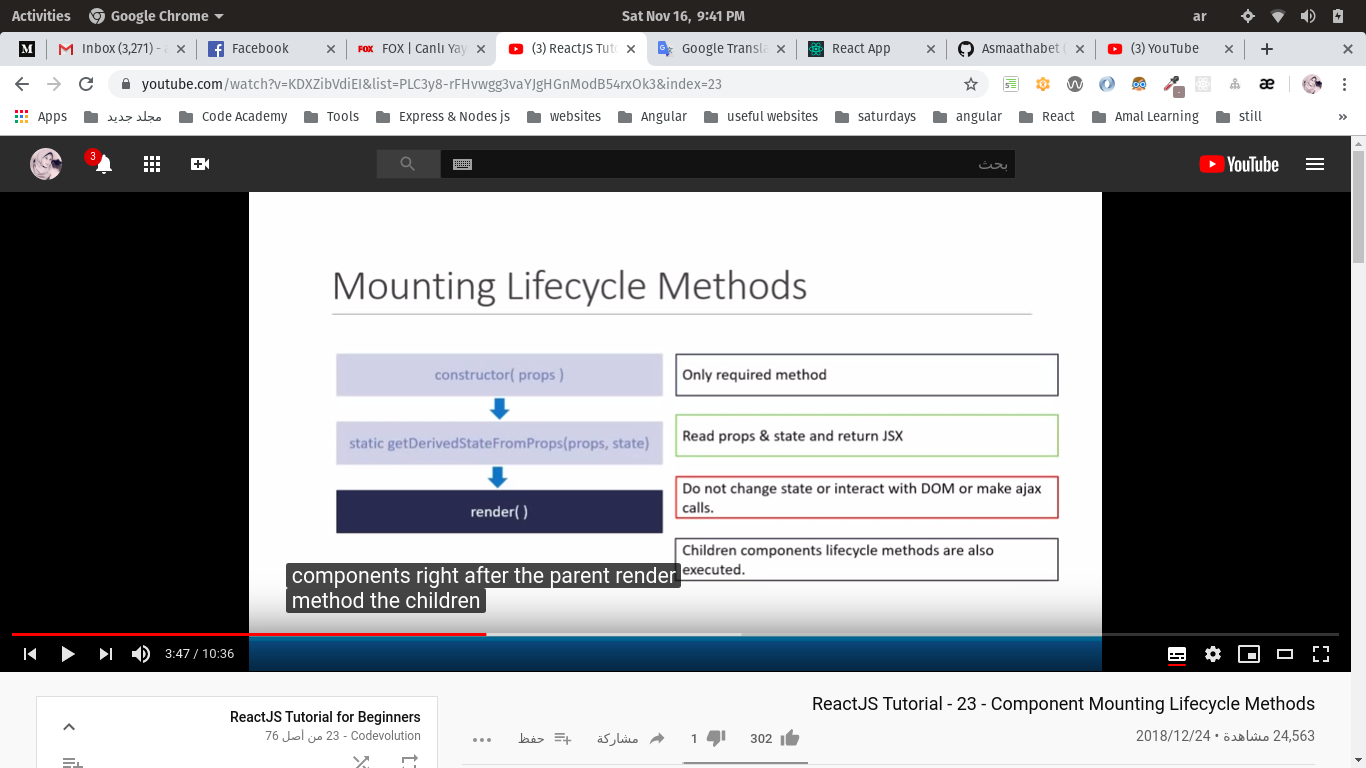 Activities
Google Chrome
Sat Nov 16, 9:41 PM
ar
M
Inbox (3,271) - a
Facebook
FOX
FOX | Canlı Yay
(3) ReactJS Tuto
Google Transla
React App
Asmaathabet (
(3) YouTube
youtube.com/watch?v=KDXZibVdiEI&list=PLC3y8-rFHvwgg3vaYJgHGnModB54rxOk3&index=23
æ
Apps
مجلد جديد
Code Academy
Tools
Express & Nodes js
websites
Angular
useful websites
saturdays
angular
React
Amal Learning
still
»
3
بحث
YouTube
Mounting Lifecycle Methods
constructor( props )
Only required method
static getDerivedStateFromProps(props, state)
Read props & state and return JSX
render( )
Do not change state or interact with DOM or make ajax
calls.
Children components lifecycle methods are also
executed.
components right after the parent render
method the children
3:47 / 10:36
ReactJS Tutorial for Beginners
Codevolution - 23 من أصل 76
ReactJS Tutorial - 23 - Component Mounting Lifecycle Methods
24,563 مشاهدة • 2018/12/24
302
1
مشاركة
حفظ